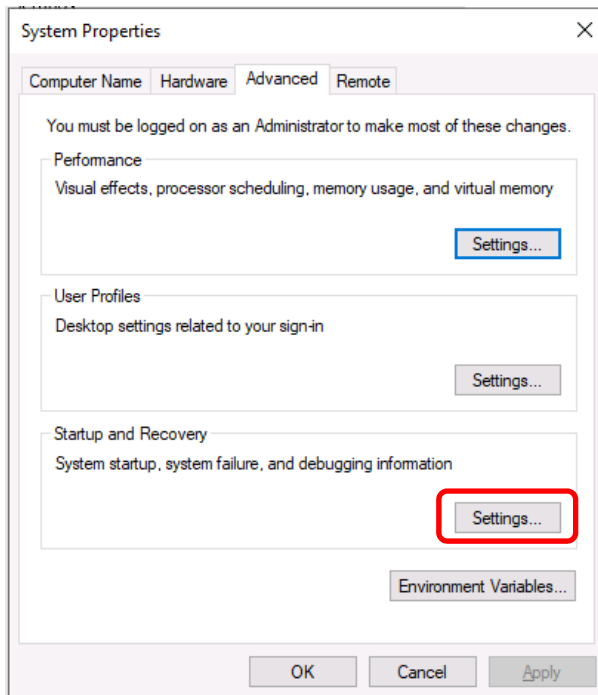 System Properties
Computer Name Hardware Advanced Remote
You must be logged on as an Administrator to make most of these changes.
Performance
Visual effects, processor scheduling, memory usage, and virtual memory
Settings...
User Profiles
Desktop settings related to your sign-in
Settings...
Startup and Recovery
System startup, system failure, and debugging information
Settings...
Environment Variables...
OK Cancel Apply